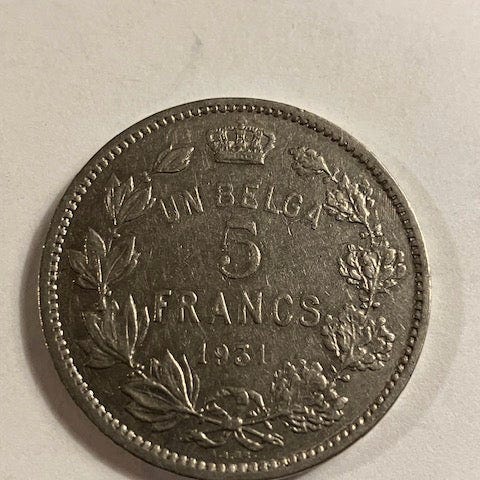 UN BELGA
5
FRANCS
1931